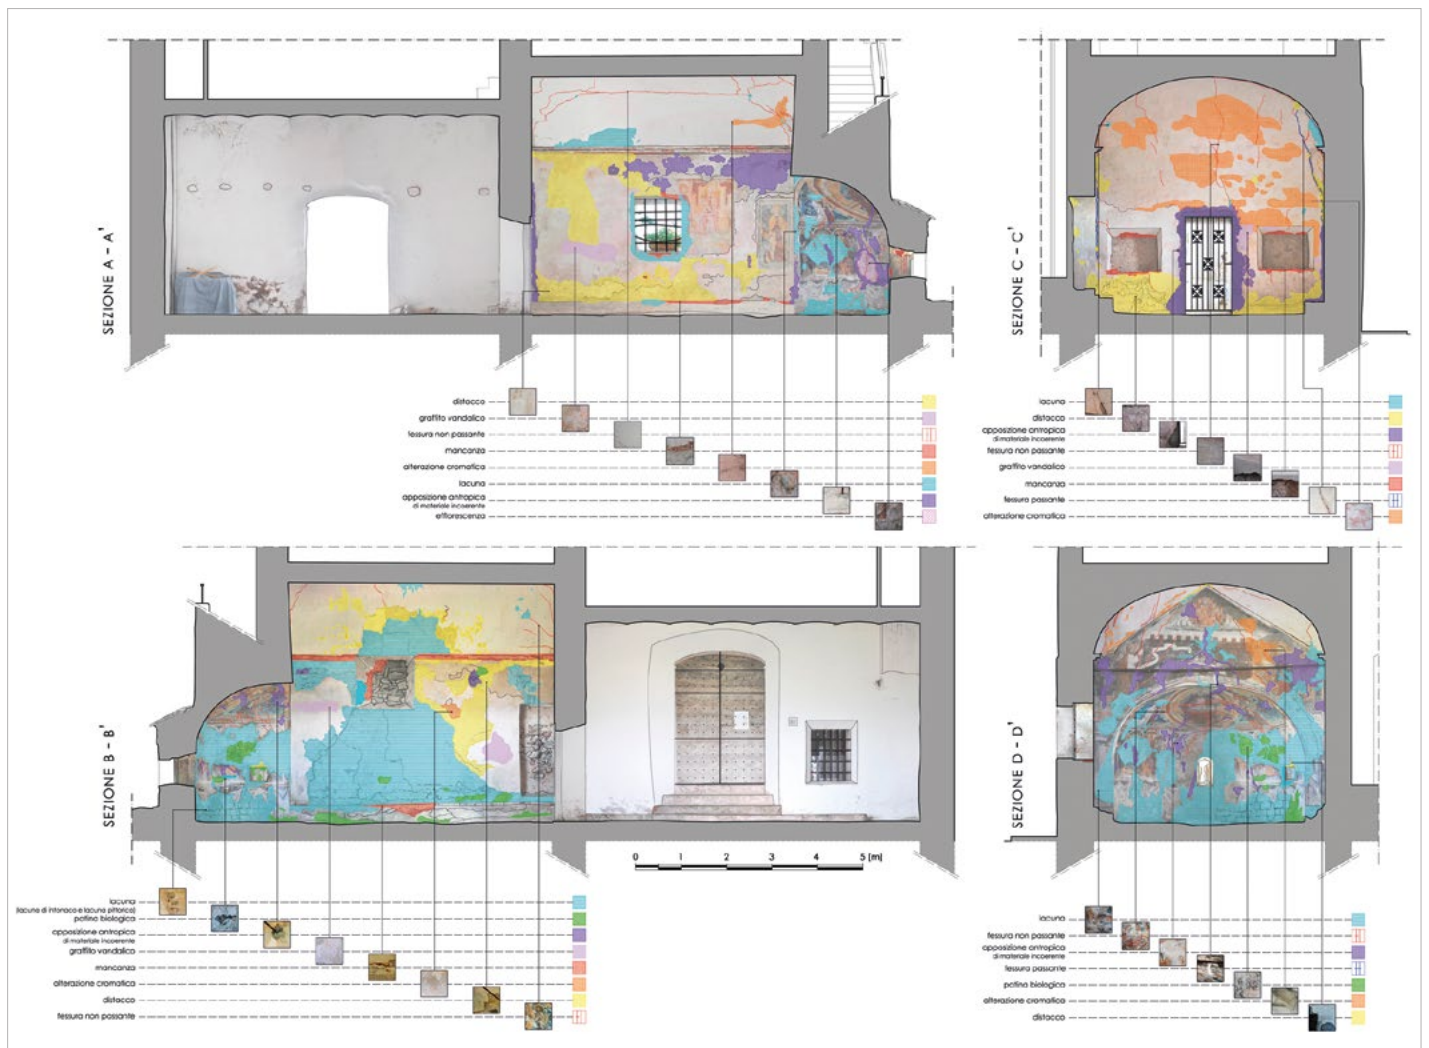 SEZIONE A - A'
distacco
graffito vandalico
fessura non passante
mancanza
alterazione cromatica
lacuna
apposizione antropica
di materiale incoerente
efflorescenza
SEZIONE C - C'
lacuna
distacco
apposizione antropica
di materiale incoerente
fessura non passante
graffito vandalico
mancanza
fessura passante
alterazione cromatica
SEZIONE B - B'
0 1 2 3 4 5 [m]
lacuna
(lacune di intonaco e lacune pittorica)
patina biologica
apposizione antropica
di materiale incoerente
graffito vandalico
mancanza
alterazione cromatica
distacco
fessura non passante
SEZIONE D - D'
lacuna
fessura non passante
apposizione antropica
di materiale incoerente
fessura passante
patina biologica
alterazione cromatica
distacco